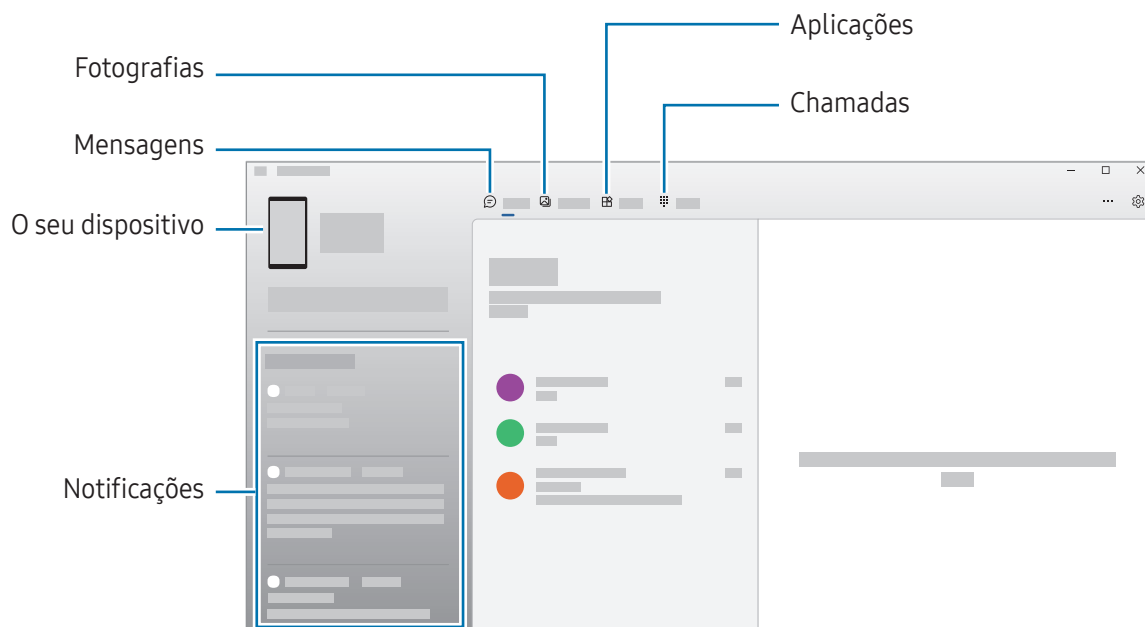 Aplicações
Fotografias
Chamadas
Mensagens
O seu dispositivo
Notificações